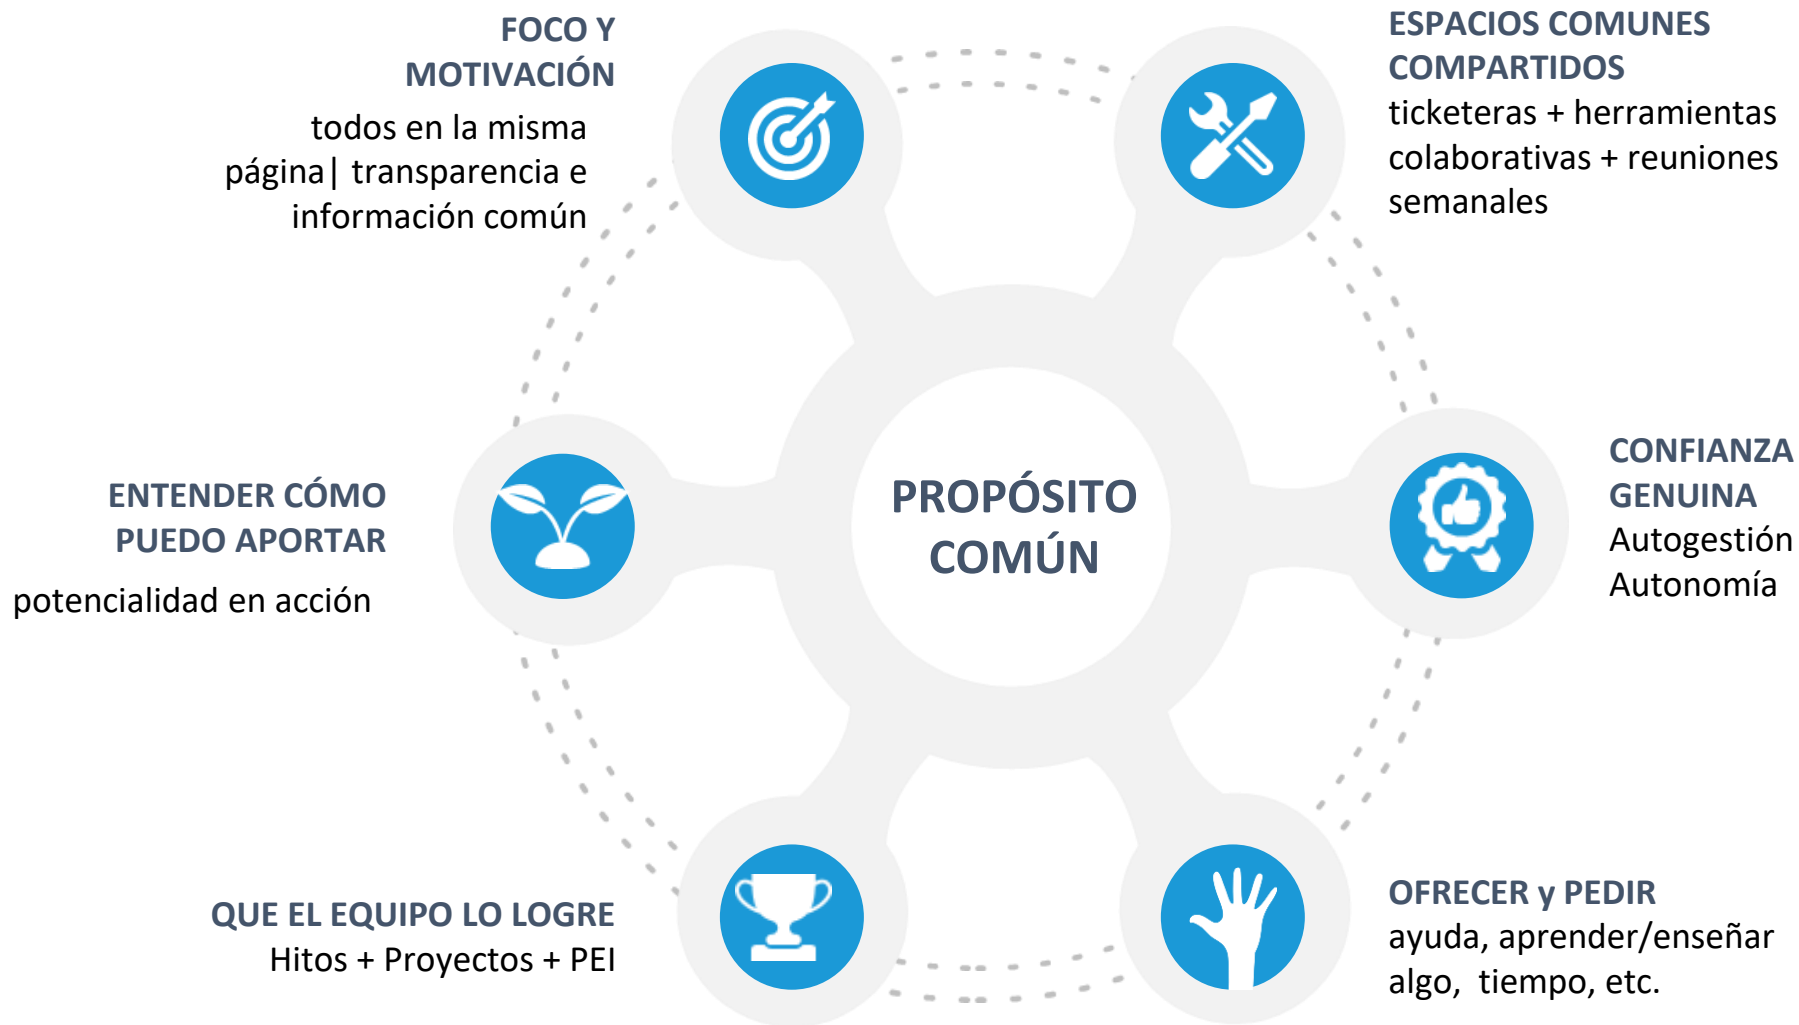 FOCO Y
MOTIVACIÓN
todos en la misma
página| transparencia e
información común
ESPACIOS COMUNES
COMPARTIDOS
ticketeras + herramientas
colaborativas + reuniones
semanales
ENTENDER CÓMO
PUEDO APORTAR
potencialidad en acción
PROPÓSITO
COMÚN
CONFIANZA
GENUINA
Autogestión
Autonomía
QUE EL EQUIPO LO LOGRE
Hitos + Proyectos + PEI
OFRECER y PEDIR
ayuda, aprender/enseñar
algo, tiempo, etc.